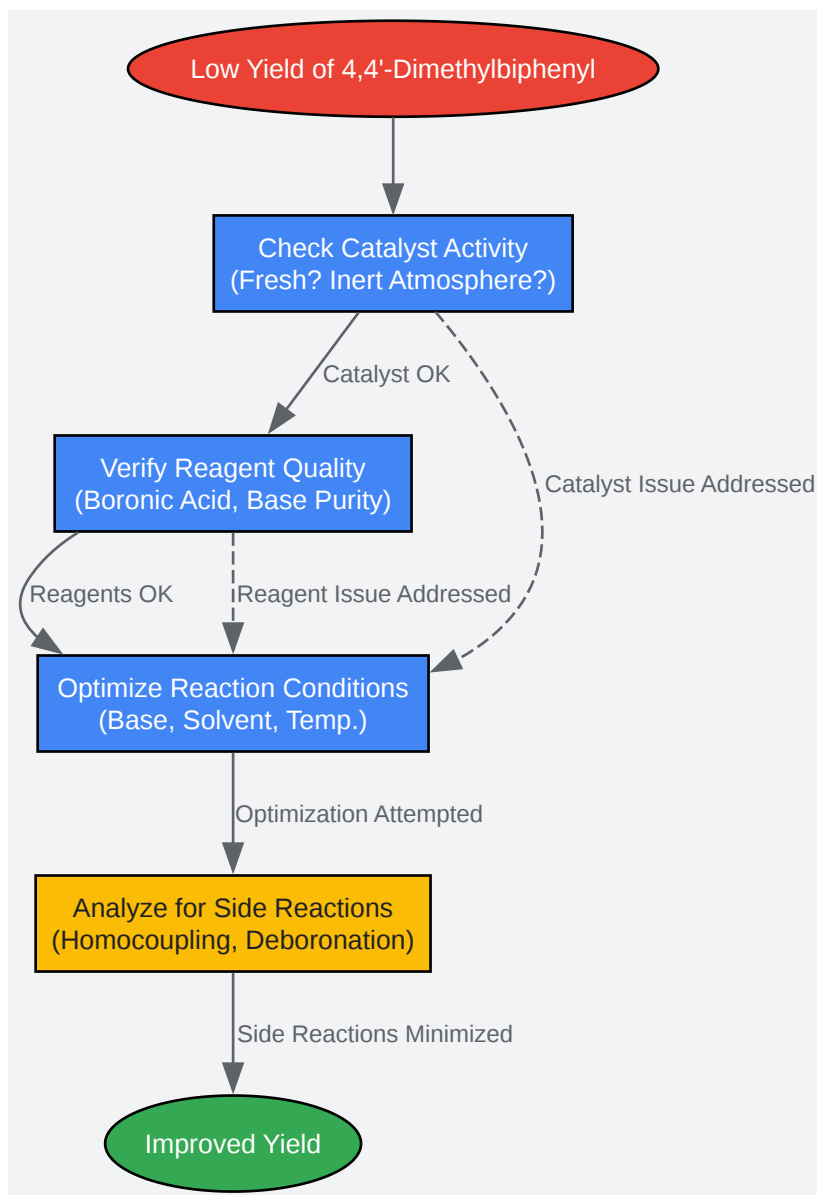 Low Yield of 4,4'-Dimethylbiphenyl
Check Catalyst Activity
(Fresh? Inert Atmosphere?)
Catalyst OK
Verify Reagent Quality
(Boronic Acid, Base Purity)
Catalyst Issue Addressed
Reagents OK
Reagent Issue Addressed
Optimize Reaction Conditions
(Base, Solvent, Temp.)
Optimization Attempted
Analyze for Side Reactions
(Homocoupling, Deboronation)
Side Reactions Minimized
Improved Yield